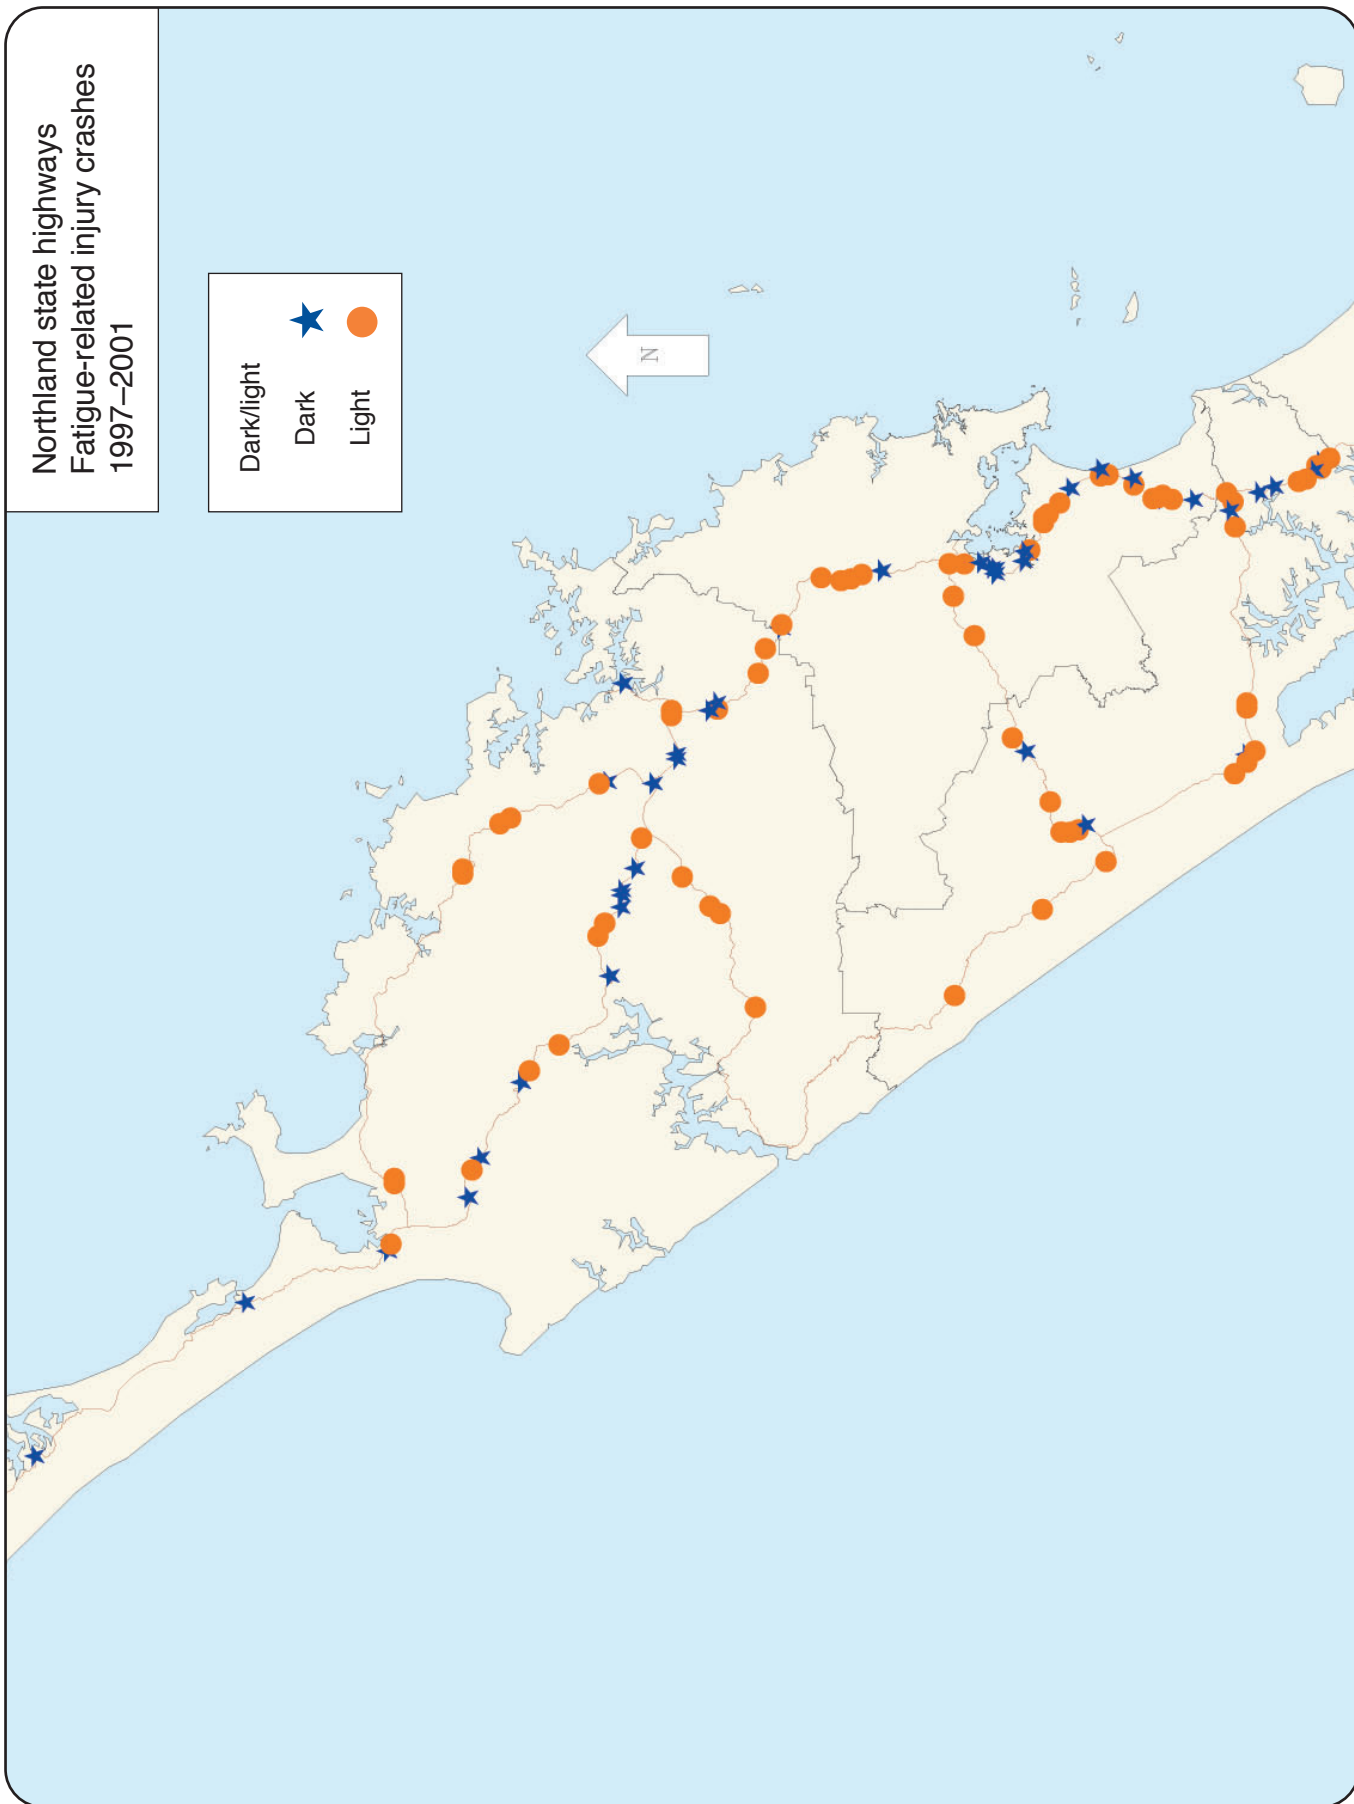 Northland state highways
Fatigue-related injury crashes
1997–2001
Dark/light
Dark
Light
N